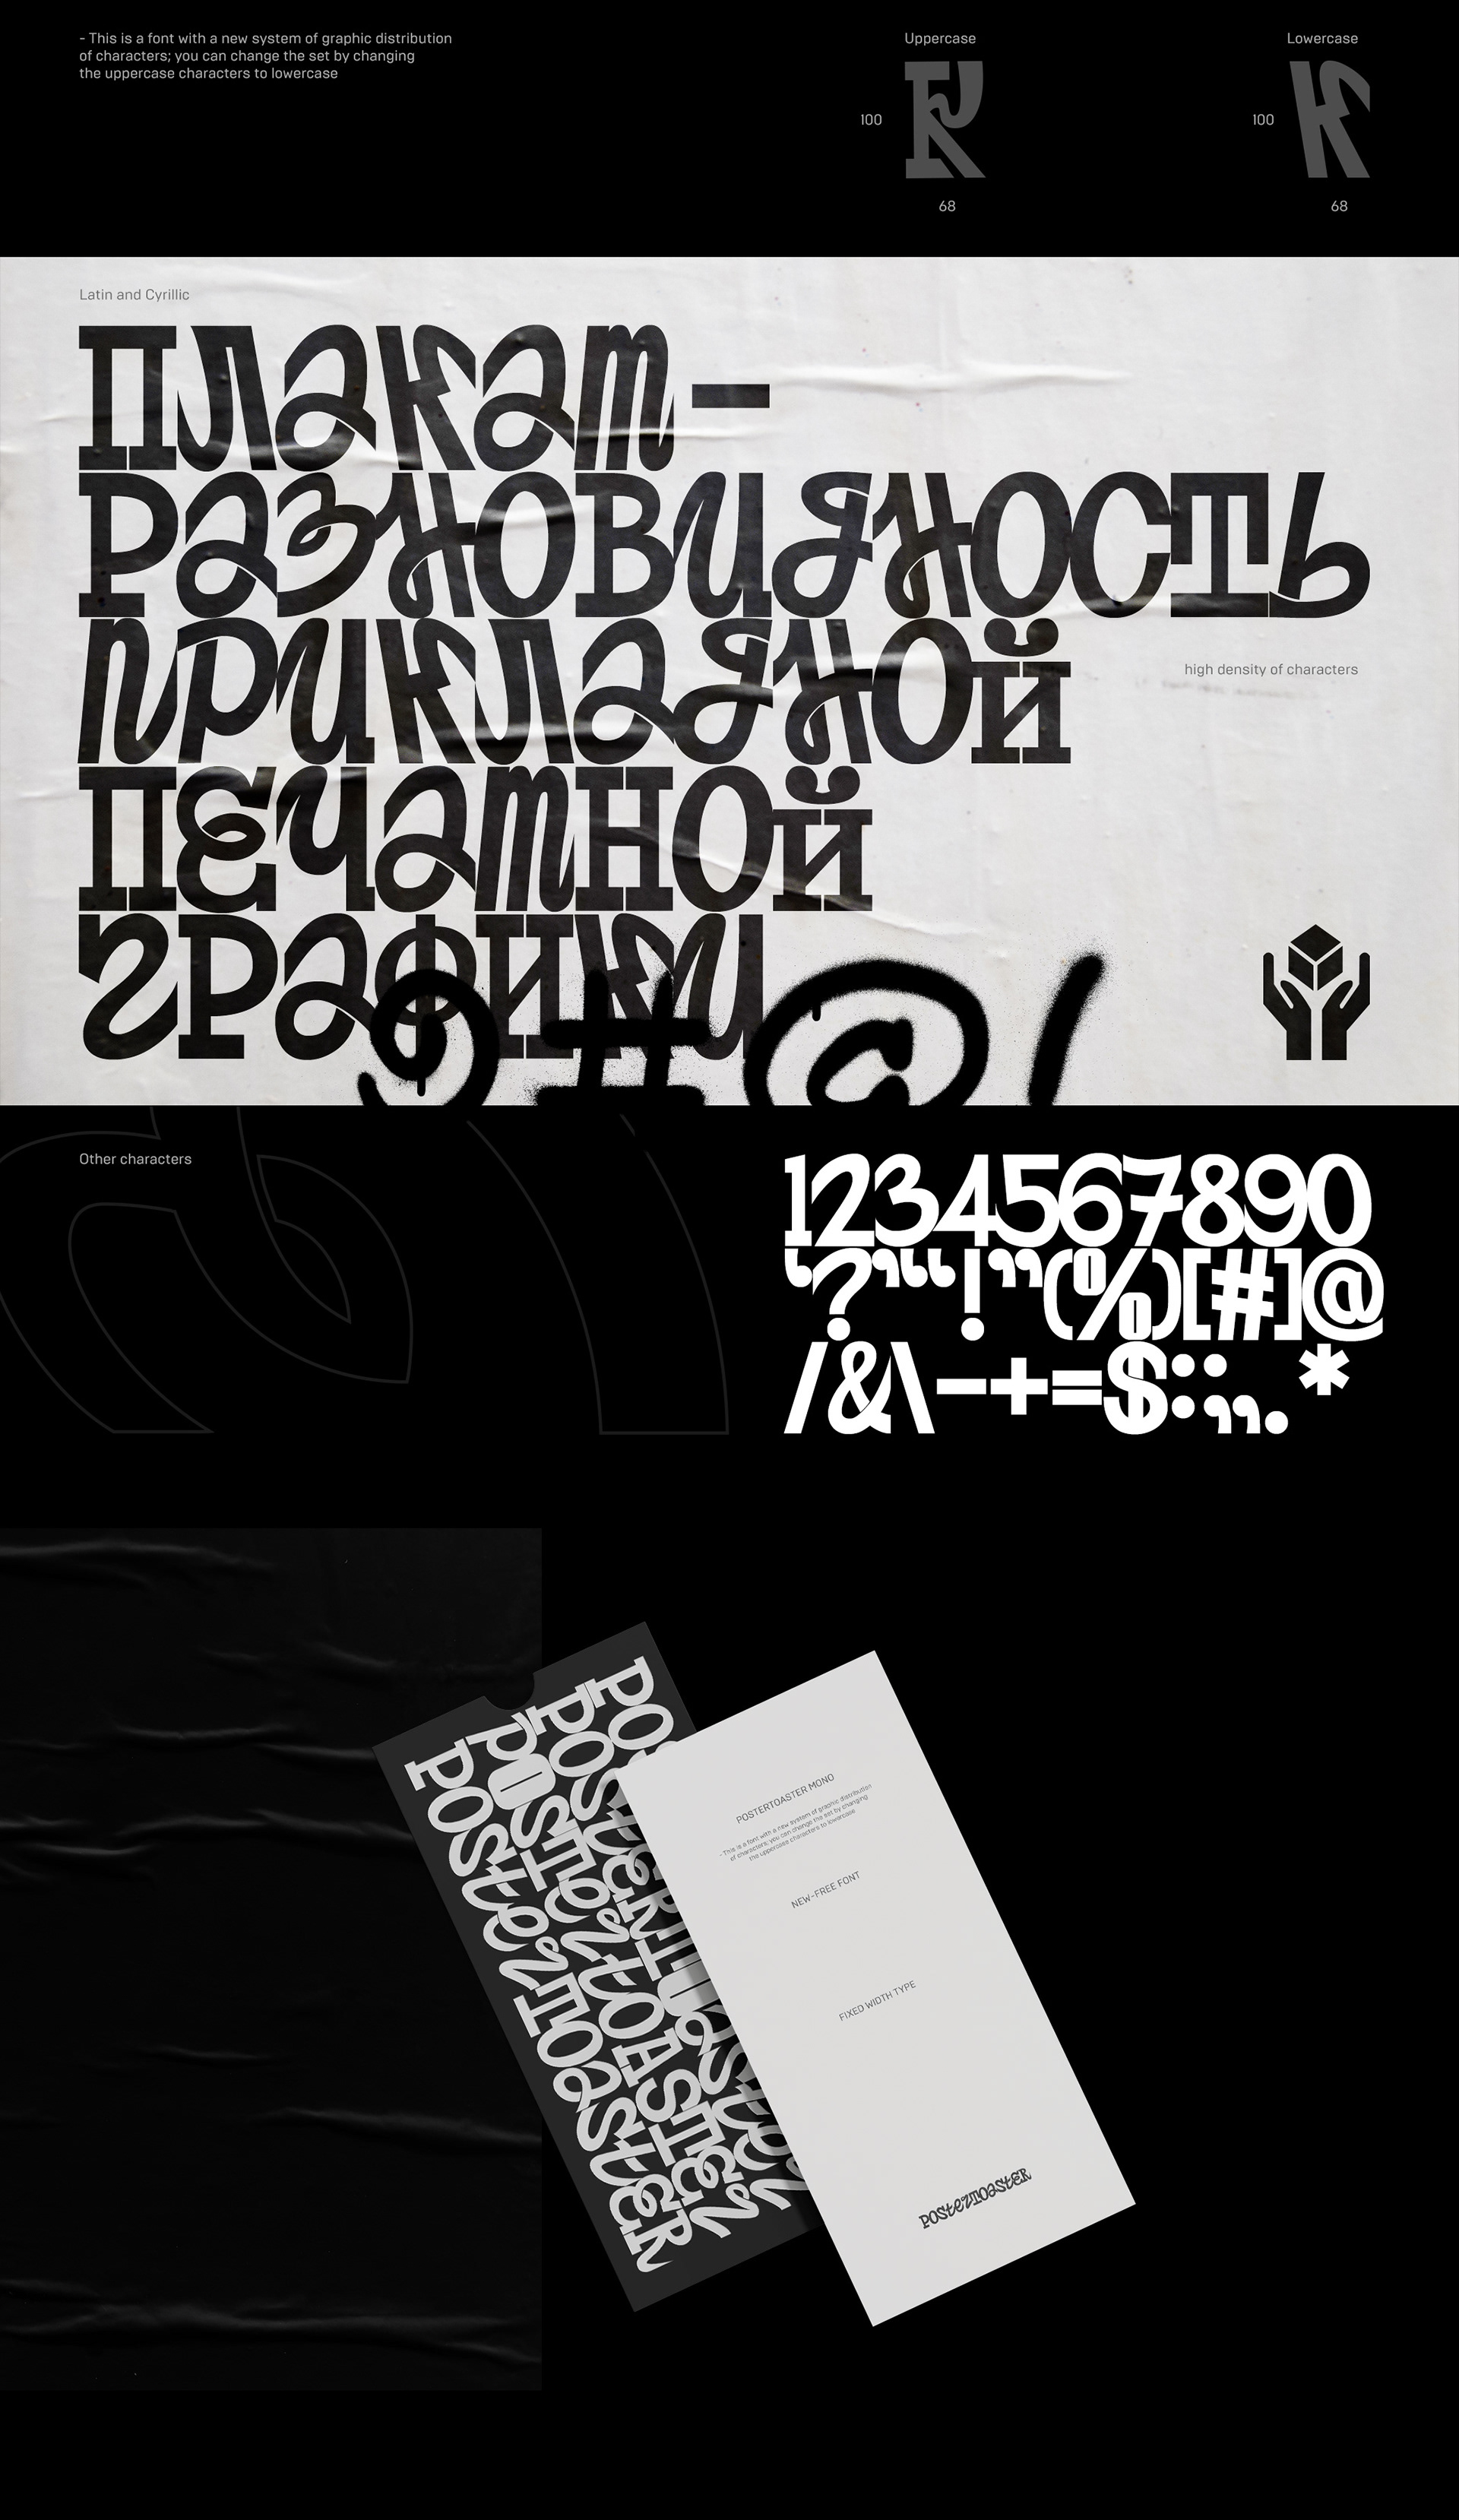 - This is a font with a new system of graphic distribution
of characters; you can change the set by changing
the uppercase characters to lowercase
Uppercase
Lowercase
К
К
100
100
68
68
Latin and Cyrillic
Плакат-
Разновидность
прикладной
high density of characters
Печатной
графики
?#@!
Other characters
1234567890
‘?’“!”(%)[#]@
/&\-+=$:;,.*
POSTERTOASTER
POSTERTOASTER
POSTERTOASTER
POSTERTOASTER MONO
- This is a font with a new system of graphic distribution
of characters; you can change the set by changing
the uppercase characters to lowercase
NEW-FREE FONT
FIXED WIDTH TYPE
POSTERTOASTER